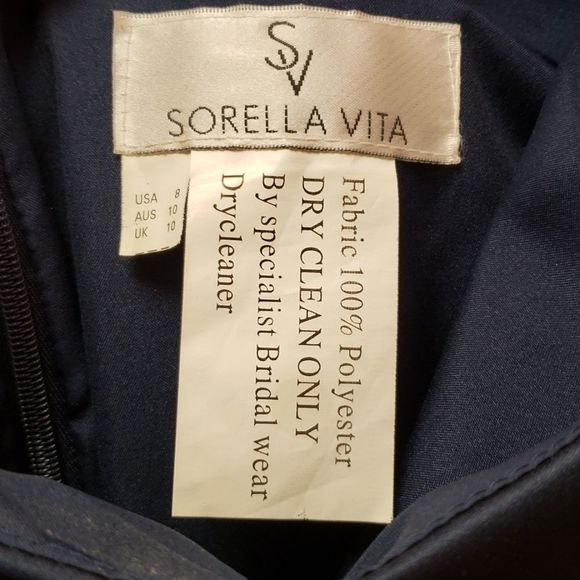 SV
SORELLA VITA
USA 8
AUS 10
UK 10
Fabric 100% Polyester
DRY CLEAN ONLY
By specialist Bridal wear
Drycleaner